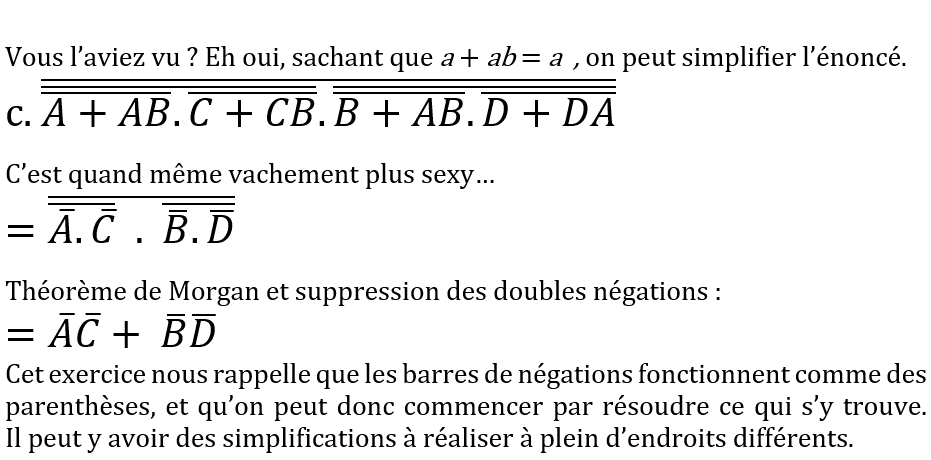 Vous l’aviez vu ? Eh oui, sachant que a + ab = a , on peut simplifier l’énoncé.
c. $\overline{\overline{\overline{A + AB}.\overline{C + CB}}.\overline{\overline{B + AB}.\overline{D + DA}}}$
C’est quand même vachement plus sexy…
= $\overline{\overline{\bar{A}.\bar{C}} \ . \ \overline{\bar{B}.\bar{D}}}$
Théorème de Morgan et suppression des doubles négations :
= $\bar{A}\bar{C} + \bar{B}\bar{D}$
Cet exercice nous rappelle que les barres de négations fonctionnent comme des
parenthèses, et qu’on peut donc commencer par résoudre ce qui s’y trouve.
Il peut y avoir des simplifications à réaliser à plein d’endroits différents.